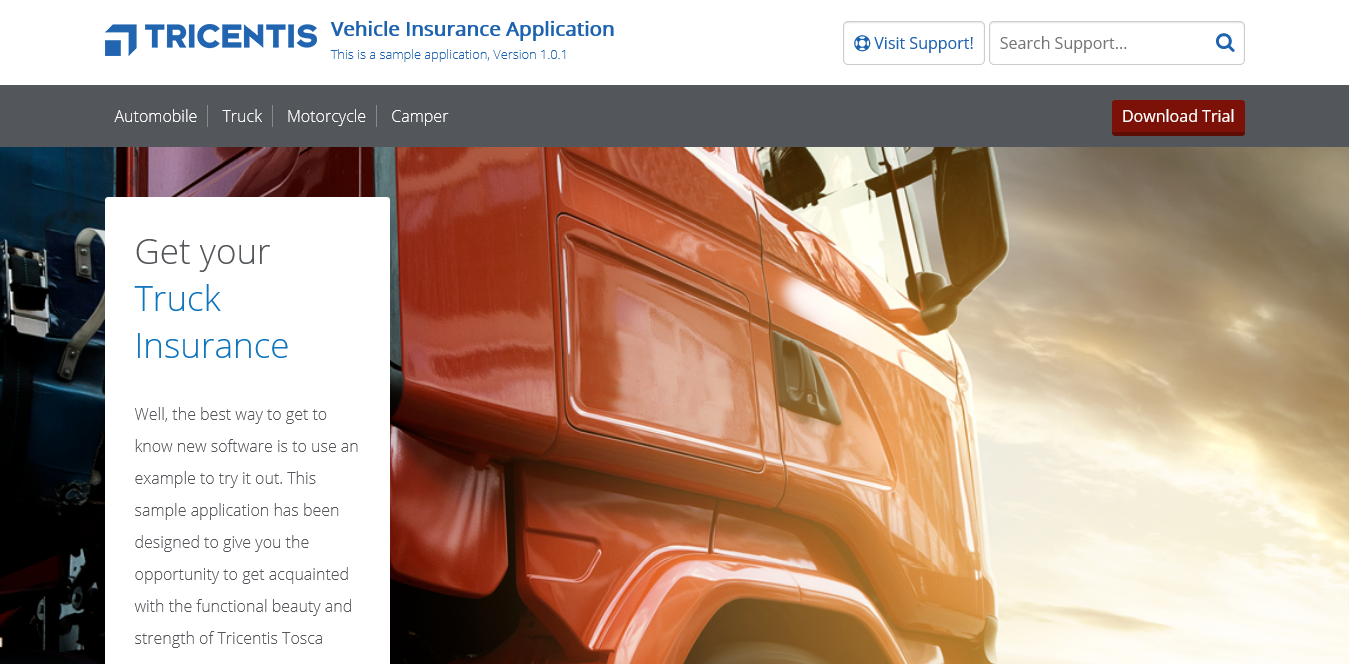 TRICENTIS
Vehicle Insurance Application
This is a sample application, Version 1.0.1
Visit Support!
Search Support...
Automobile
Truck
Motorcycle
Camper
Download Trial
Get your
Truck
Insurance
Well, the best way to get to
know new software is to use an
example to try it out. This
sample application has been
designed to give you the
opportunity to get acquainted
with the functional beauty and
strength of Tricentis Tosca